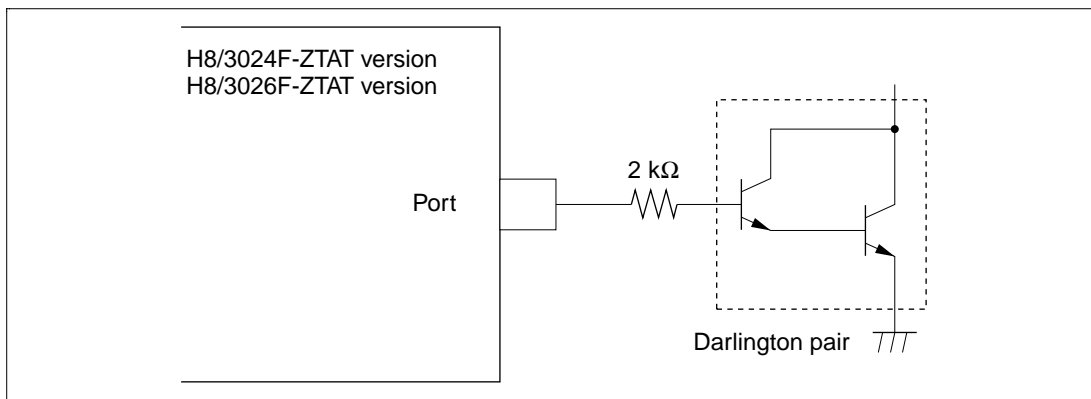 H8/3024F-ZTAT version
H8/3026F-ZTAT version
2 kΩ
Port
Darlington pair